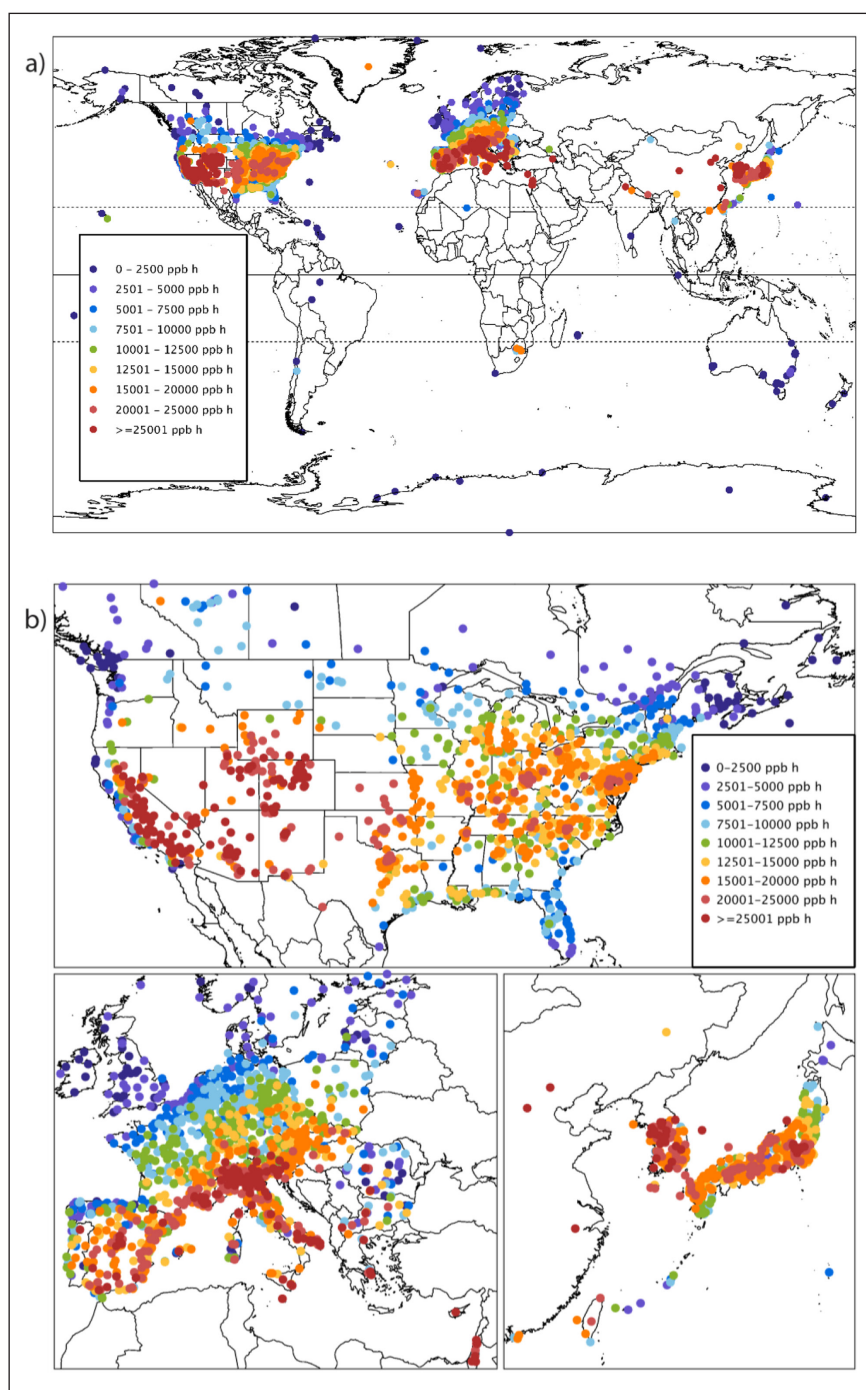 a)
0 – 2500 ppb h
2501 – 5000 ppb h
5001 – 7500 ppb h
7501 – 10000 ppb h
10001 – 12500 ppb h
12501 – 15000 ppb h
15001 – 20000 ppb h
20001 – 25000 ppb h
>=25001 ppb h
b)
0–2500 ppb h
2501–5000 ppb h
5001–7500 ppb h
7501–10000 ppb h
10001–12500 ppb h
12501–15000 ppb h
15001–20000 ppb h
20001–25000 ppb h
>=25001 ppb h